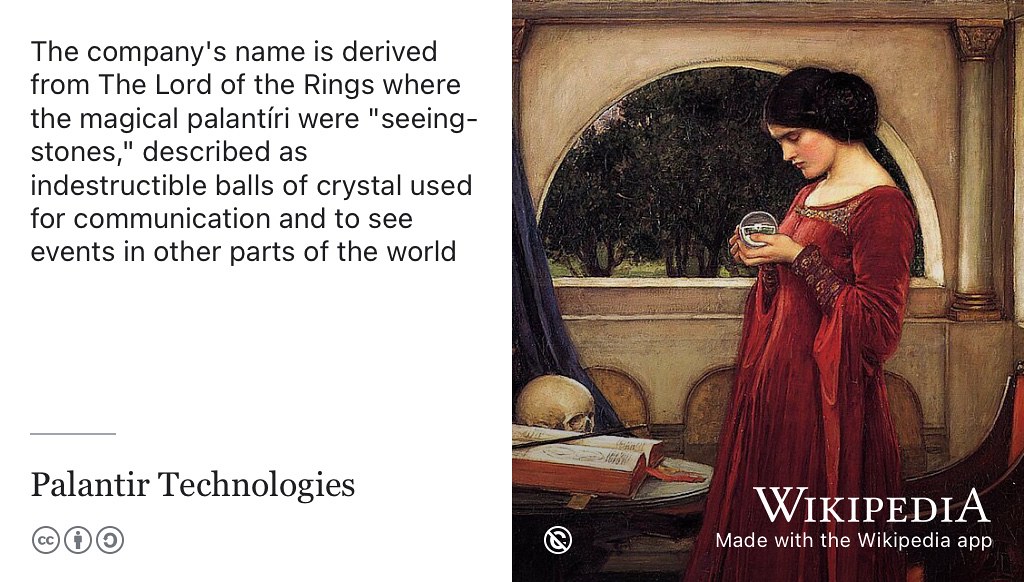 The company's name is derived
from The Lord of the Rings where
the magical palantíri were "seeing-
stones," described as
indestructible balls of crystal used
for communication and to see
events in other parts of the world
Palantir Technologies
cc
WIKIPEDIA
Made with the Wikipedia app